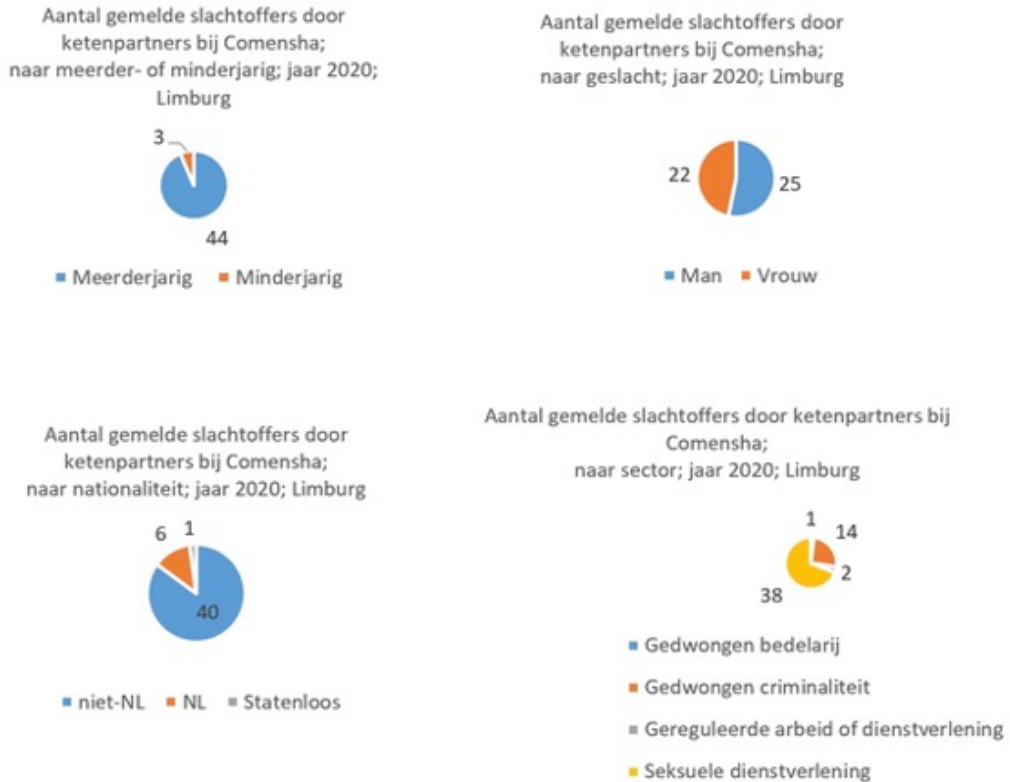 Aantal gemelde slachtoffers door
ketenpartners bij Comensha;
naar meerder- of minderjarig; jaar 2020;
Limburg
3
44
Meerderjarig Minderjarig
Aantal gemelde slachtoffers door
ketenpartners bij Comensha;
naar geslacht; jaar 2020; Limburg
22
25
Man Vrouw
Aantal gemelde slachtoffers door
ketenpartners bij Comensha;
naar nationaliteit; jaar 2020; Limburg
6 1
40
niet-NL NL Statenloos
Aantal gemelde slachtoffers door ketenpartners bij
Comensha;
naar sector; jaar 2020; Limburg
1
14
2
38
Gedwongen bedelarij
Gedwongen criminaliteit
Gereguleerde arbeid of dienstverlening
Seksuele dienstverlening